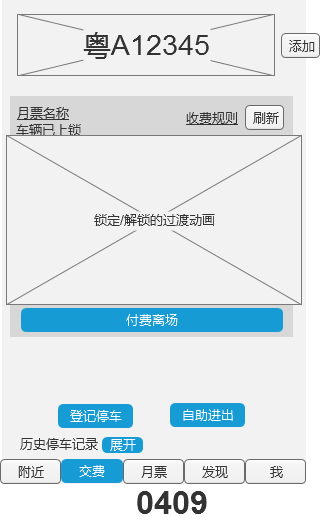 粤A12345
添加
月票名称
收费规则 刷新
车辆已上锁
锁定/解锁的过渡动画
付费离场
登记停车 自助进出
历史停车记录 展开
附近 交费 月票 发现 我
0409